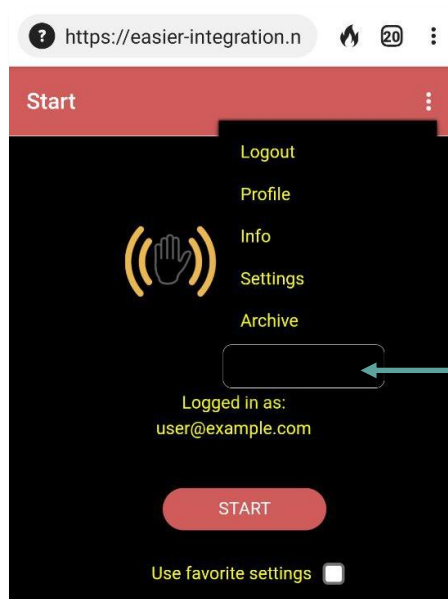 https://easier-integration.n
20
Start
Logout
Profile
Info
Settings
Archive
Logged in as:
user@example.com
START
Use favorite settings